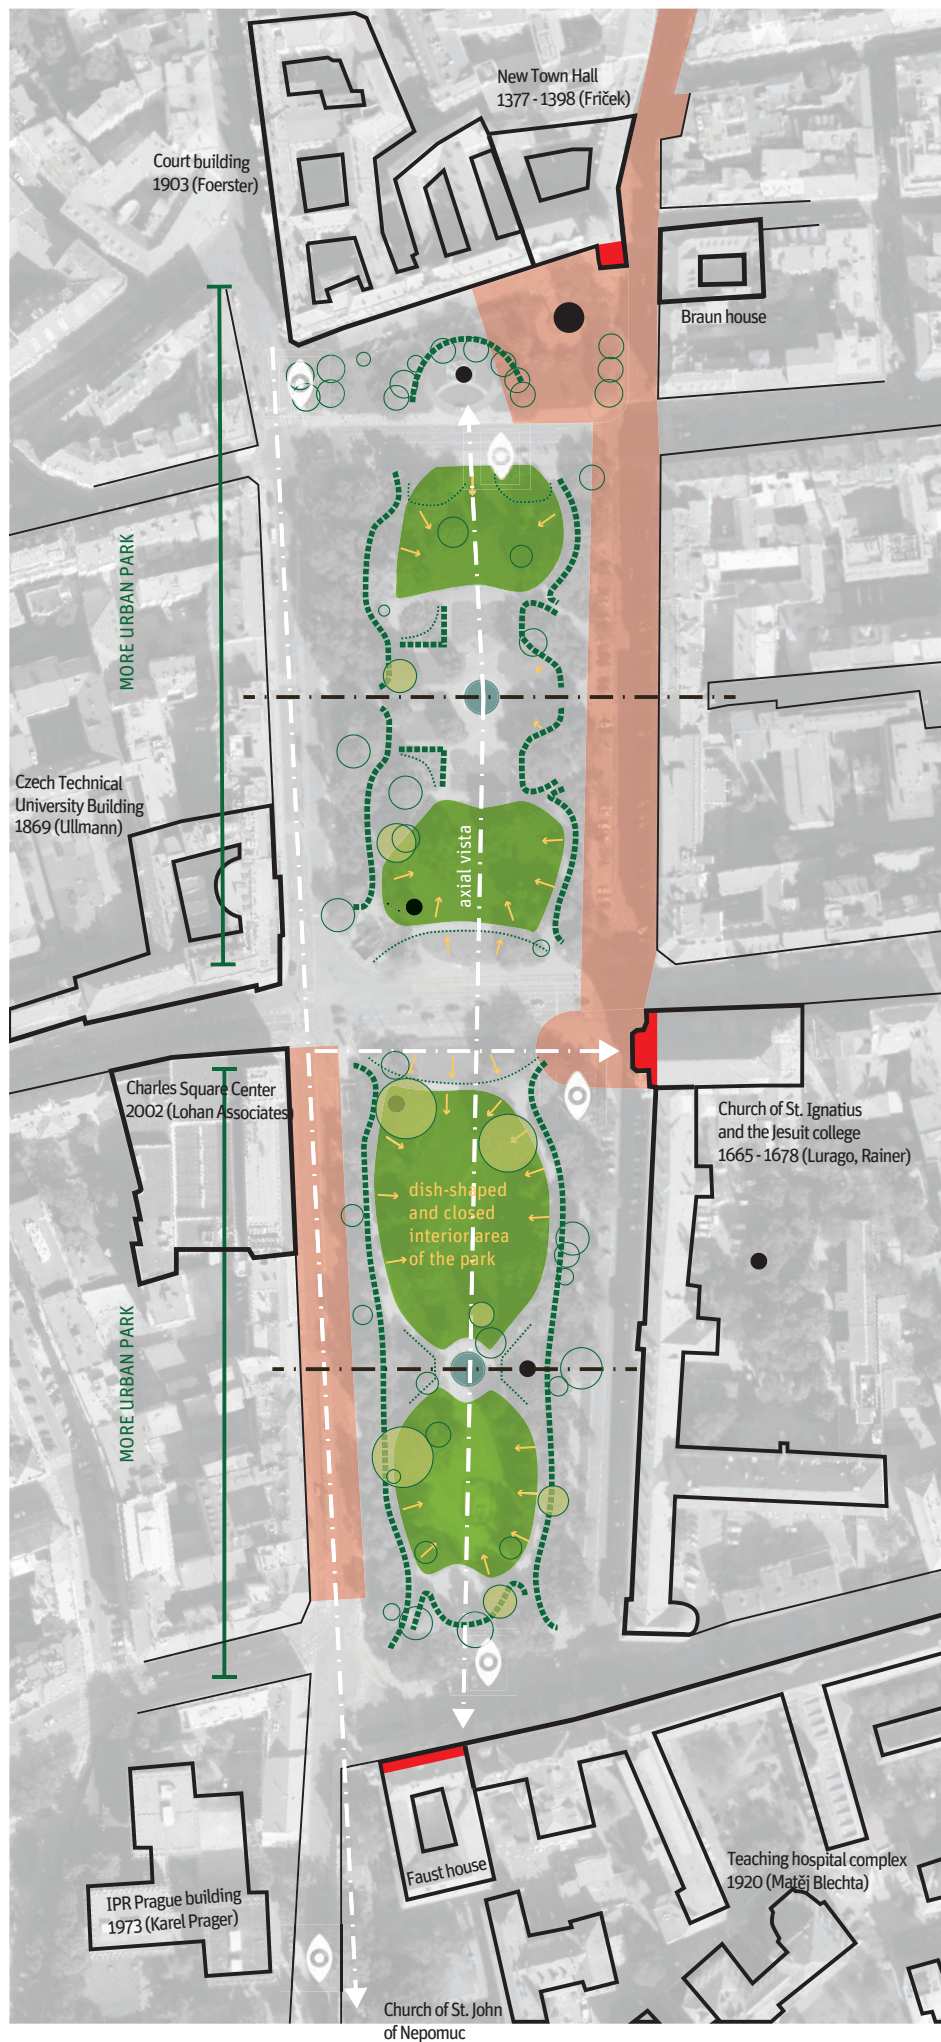 New Town Hall
1377 - 1398 (Friček)
Court building
1903 (Foerster)
Braun house
MORE URBAN PARK
Czech Technical
University Building
1869 (Ullmann)
axial vista
Charles Square Center
2002 (Lohan Associates)
Church of St. Ignatius
and the Jesuit college
1665 - 1678 (Lurago, Rainer)
dish-shaped
and closed
interior area
of the park
MORE URBAN PARK
Faust house
Teaching hospital complex
1920 (Matěj Blechta)
IPR Prague building
1973 (Karel Prager)
Church of St. John
of Nepomuc